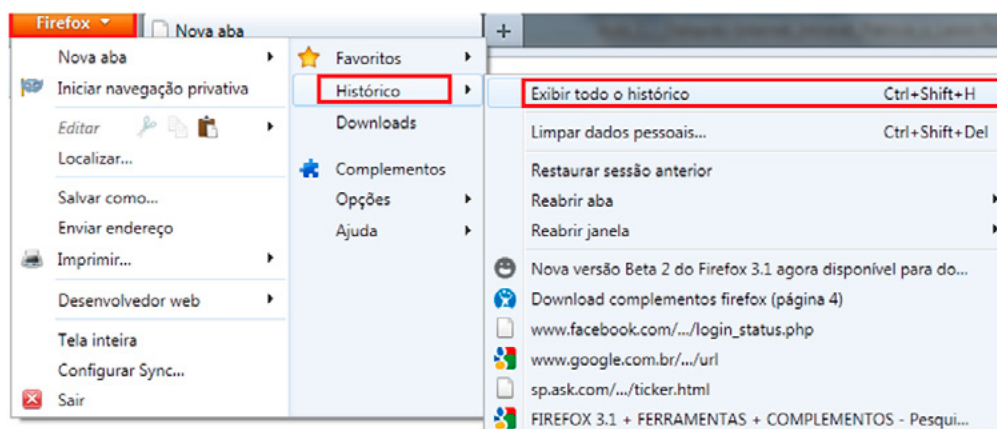 Firefox
Nova aba
Nova aba
Iniciar navegação privativa
Editar
Localizar...
Salvar como...
Enviar endereço
Imprimir...
Desenvolvedor web
Tela inteira
Configurar Sync...
Sair
Favoritos
Histórico
Downloads
Complementos
Opções
Ajuda
Exibir todo o histórico Ctrl+Shift+H
Limpar dados pessoais... Ctrl+Shift+Del
Restaurar sessão anterior
Reabrir aba
Reabrir janela
Nova versão Beta 2 do Firefox 3.1 agora disponível para do...
Download complementos firefox (página 4)
www.facebook.com/.../login_status.php
www.google.com.br/.../url
sp.ask.com/.../ticker.html
FIREFOX 3.1 + FERRAMENTAS + COMPLEMENTOS - Pesqui...